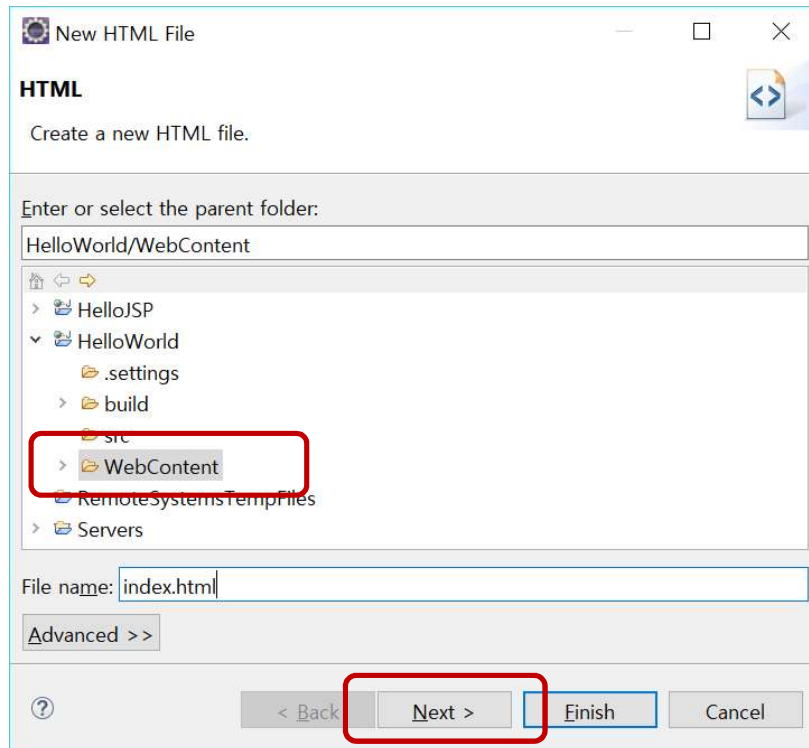 New HTML File
HTML
Create a new HTML file.
Enter or select the parent folder:
HelloWorld/WebContent
HelloJSP
HelloWorld
.settings
build
src
WebContent
RemoteSystemsTempFiles
Servers
File name: index.html
Advanced >>
< Back Next > Finish Cancel